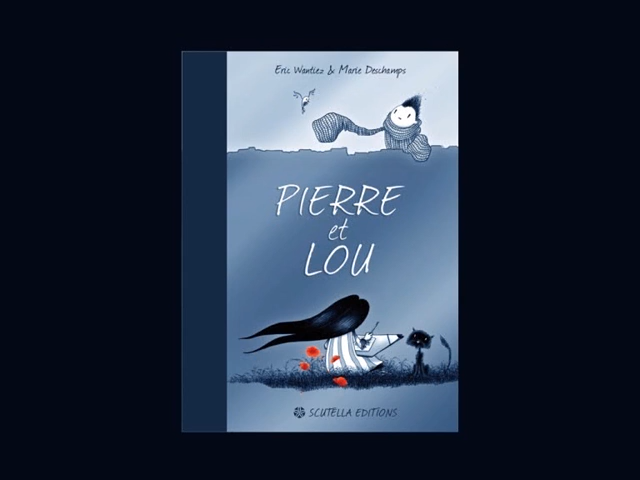 Eric Wantiez & Marie Deschamps
PIERRE
et
LOU
SCUTELLA EDITIONS